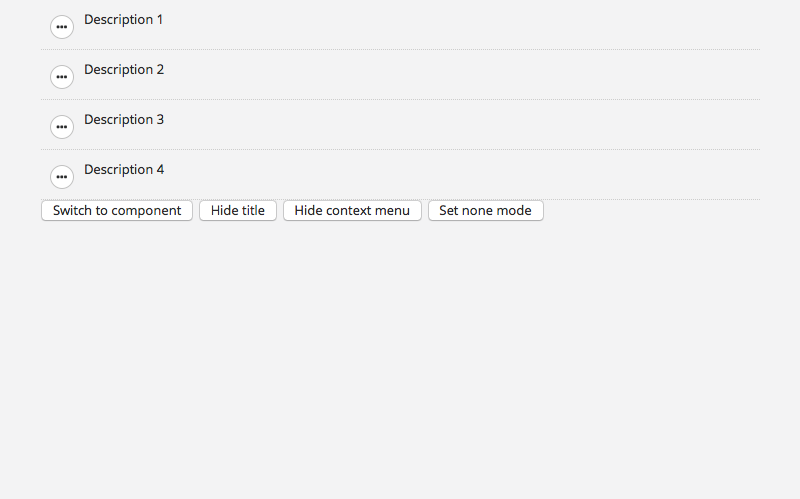 Description 1
Description 2
Description 3
Description 4
Switch to component Hide title Hide context menu Set none mode